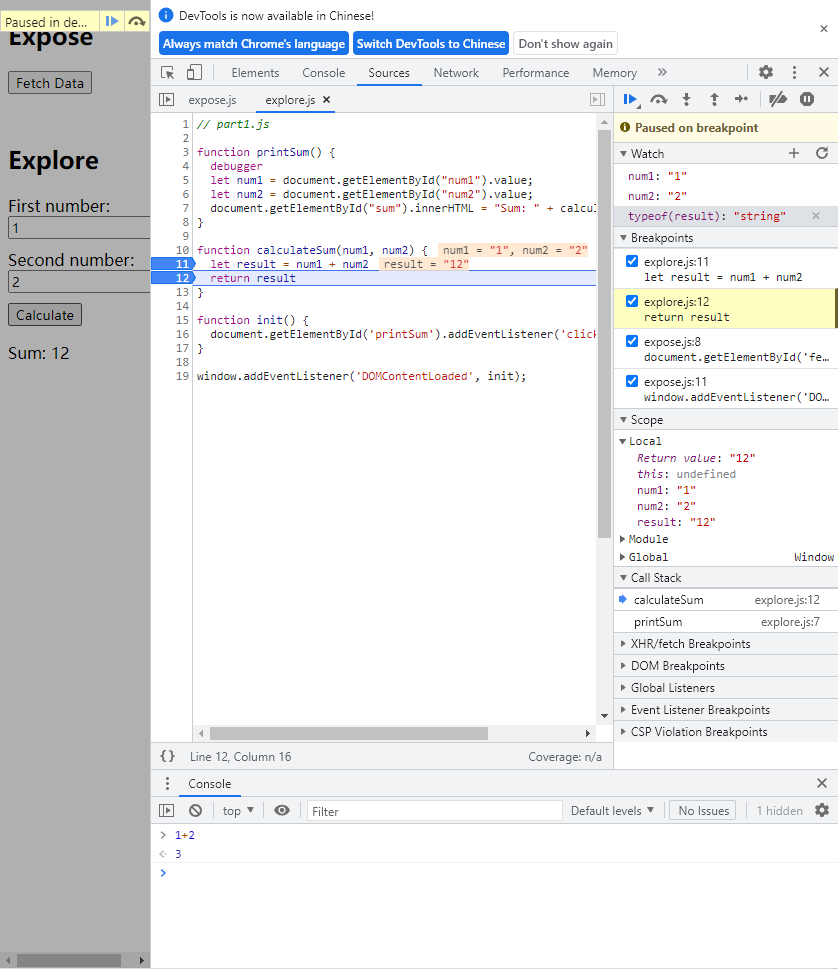 Paused in de...
Expose
Fetch Data
Explore
First number:
1
Second number:
2
Calculate
Sum: 12
DevTools is now available in Chinese!
Always match Chrome's language
Switch DevTools to Chinese
Don't show again
Elements
Console
Sources
Network
Performance
Memory
expose.js
explore.js
1 // part1.js
2
3 function printSum() {
4 debugger
5 let num1 = document.getElementById("num1").value;
6 let num2 = document.getElementById("num2").value;
7 document.getElementById("sum").innerHTML = "Sum: " + calcul
8 }
9
10 function calculateSum(num1, num2) { num1 = "1", num2 = "2"
11 let result = num1 + num2 result = "12"
12 return result
13 }
14
15 function init() {
16 document.getElementById('printSum').addEventListener('click
17 }
18
19 window.addEventListener('DOMContentLoaded', init);
{ } Line 12, Column 16
Coverage: n/a
Paused on breakpoint
Watch
num1: "1"
num2: "2"
typeof(result): "string"
Breakpoints
explore.js:11
let result = num1 + num2
explore.js:12
return result
expose.js:8
document.getElementById('fe...
expose.js:11
window.addEventListener('DO...
Scope
Local
Return value: "12"
this: undefined
num1: "1"
num2: "2"
result: "12"
Module
Global Window
Call Stack
calculateSum explore.js:12
printSum explore.js:7
XHR/fetch Breakpoints
DOM Breakpoints
Global Listeners
Event Listener Breakpoints
CSP Violation Breakpoints
Console
top
Filter
Default levels
No Issues
1 hidden
1+2
3